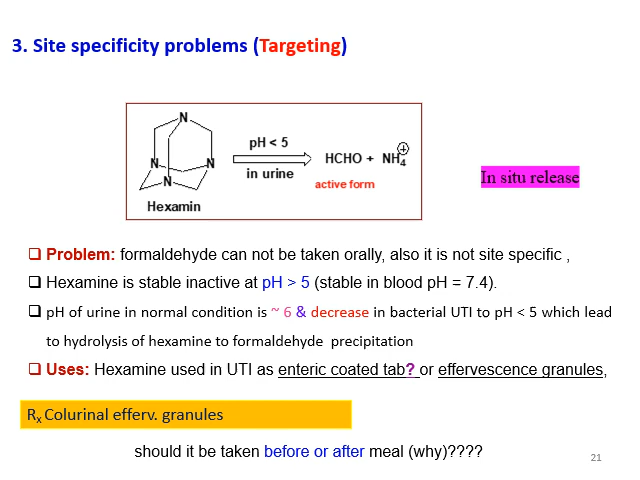 3. Site specificity problems (Targeting)
N
N
N
N
Hexamin
pH < 5
in urine
HCHO + NH4+
active form
In situ release
❑ Problem: formaldehyde can not be taken orally, also it is not site specific ,
❑ Hexamine is stable inactive at pH > 5 (stable in blood pH = 7.4).
❑ pH of urine in normal condition is ~ 6 & decrease in bacterial UTI to pH < 5 which lead
to hydrolysis of hexamine to formaldehyde precipitation
❑ Uses: Hexamine used in UTI as enteric coated tab? or effervescence granules,
Rx Colurinal efferv. granules
should it be taken before or after meal (why)????
21